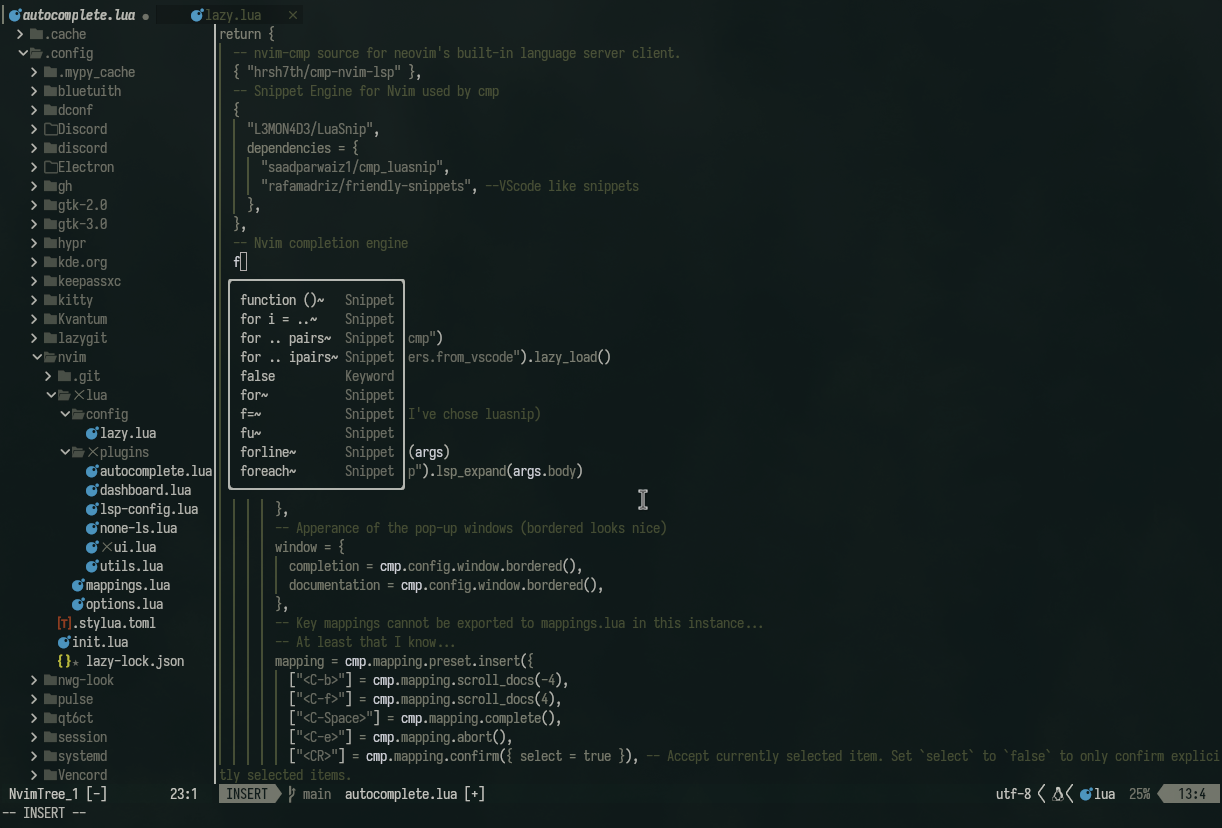 autocomplete.lua ● lazy.lua ×
.cache
.config
.mypy_cache
bluetuith
dconf
Discord
discord
Electron
gh
gtk-2.0
gtk-3.0
hypr
kde.org
keepassxc
kitty
Kvantum
lazygit
nvim
.git
lua
config
lazy.lua
plugins
autocomplete.lua
dashboard.lua
lsp-config.lua
none-ls.lua
ui.lua
utils.lua
mappings.lua
options.lua
[T].stylua.toml
init.lua
{}★ lazy-lock.json
nwg-look
pulse
qt6ct
session
systemd
Vencord
return {
-- nvim-cmp source for neovim's built-in language server client.
{ "hrsh7th/cmp-nvim-lsp" },
-- Snippet Engine for Nvim used by cmp
{
"L3MON4D3/LuaSnip",
dependencies = {
"saadparwaiz1/cmp_luasnip",
"rafamadriz/friendly-snippets", --VScode like snippets
},
},
-- Nvim completion engine
f
function ()~ Snippet
for i = ..~ Snippet
for .. pairs~ Snippet cmp")
for .. ipairs~ Snippet ers.from_vscode").lazy_load()
false Keyword
for~ Snippet
f=~ Snippet I've chose luasnip)
fu~ Snippet
forline~ Snippet (args)
foreach~ Snippet p").lsp_expand(args.body)
},
-- Apperance of the pop-up windows (bordered looks nice)
window = {
completion = cmp.config.window.bordered(),
documentation = cmp.config.window.bordered(),
},
-- Key mappings cannot be exported to mappings.lua in this instance...
-- At least that I know...
mapping = cmp.mapping.preset.insert({
["<C-b>"] = cmp.mapping.scroll_docs(-4),
["<C-f>"] = cmp.mapping.scroll_docs(4),
["<C-Space>"] = cmp.mapping.complete(),
["<C-e>"] = cmp.mapping.abort(),
["<CR>"] = cmp.mapping.confirm({ select = true }), -- Accept currently selected item. Set `select` to `false` to only confirm explici
tly selected items.
NvimTree_1 [-] 23:1 INSERT main autocomplete.lua [+] utf-8 lua 25% 13:4
-- INSERT --